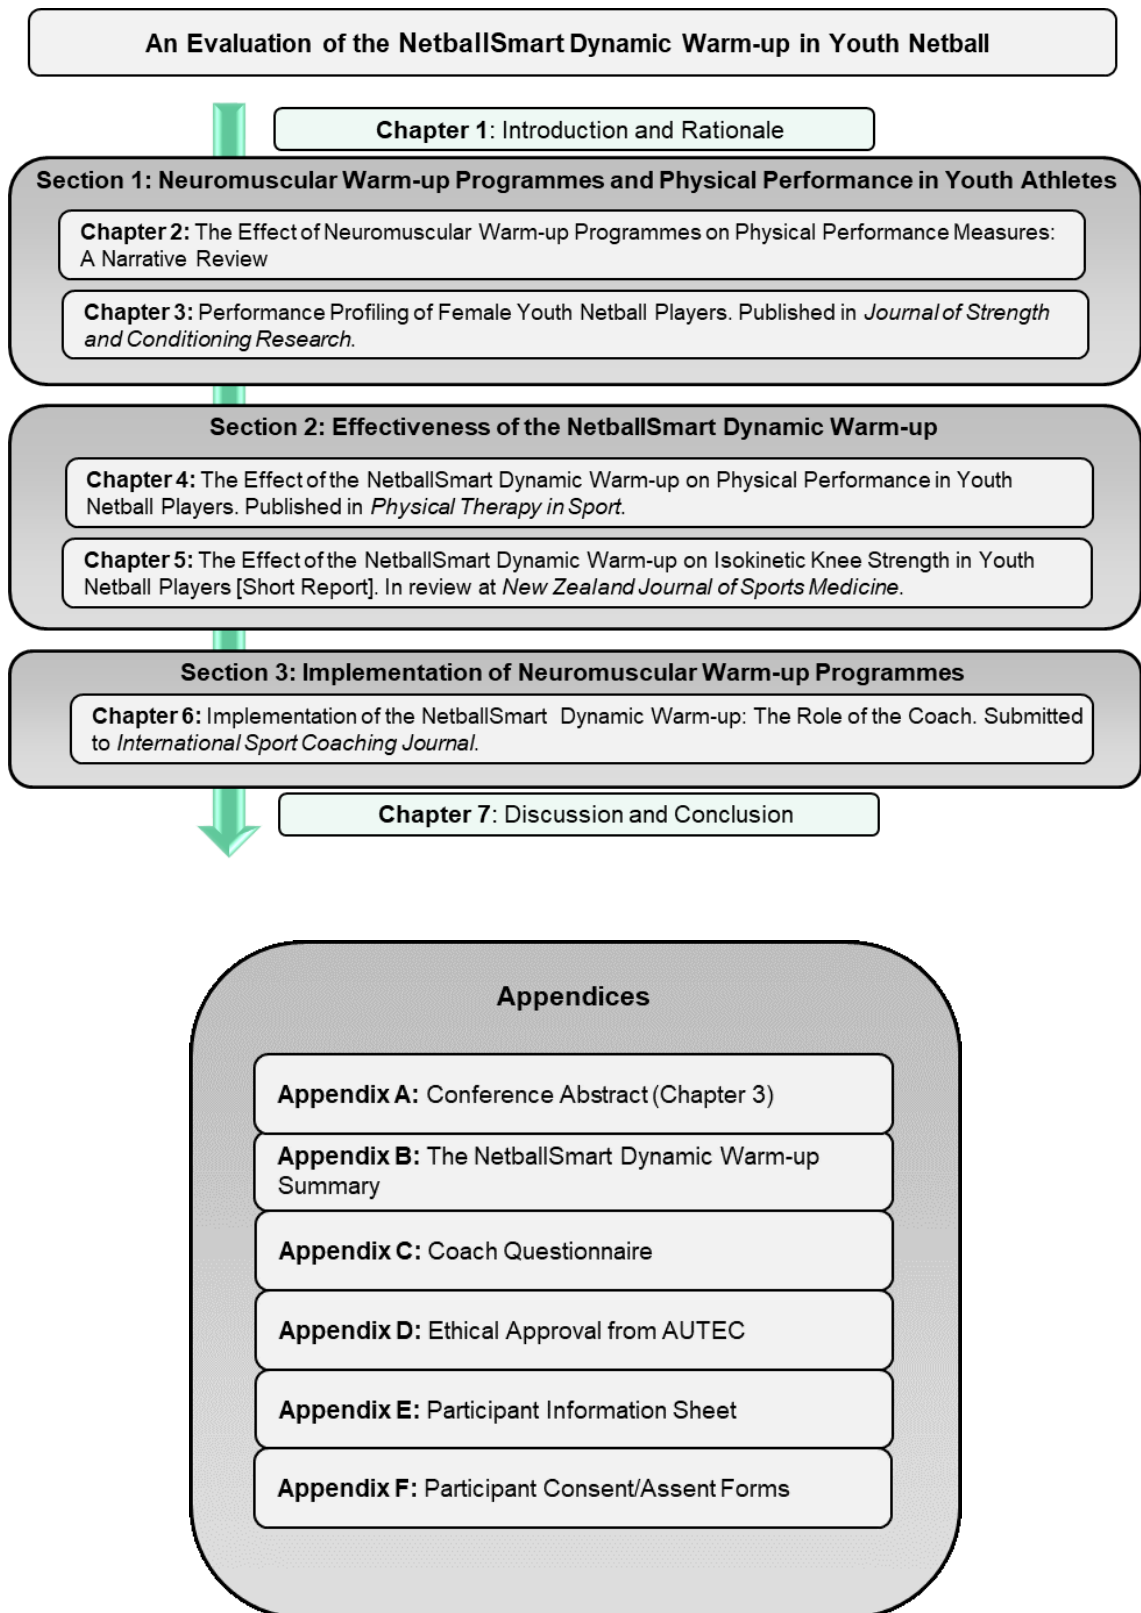 An Evaluation of the NetballSmart Dynamic Warm-up in Youth Netball
Chapter 1: Introduction and Rationale
Section 1: Neuromuscular Warm-up Programmes and Physical Performance in Youth Athletes
Chapter 2: The Effect of Neuromuscular Warm-up Programmes on Physical Performance Measures:
A Narrative Review
Chapter 3: Performance Profiling of Female Youth Netball Players. Published in Journal of Strength
and Conditioning Research.
Section 2: Effectiveness of the NetballSmart Dynamic Warm-up
Chapter 4: The Effect of the NetballSmart Dynamic Warm-up on Physical Performance in Youth
Netball Players. Published in Physical Therapy in Sport.
Chapter 5: The Effect of the NetballSmart Dynamic Warm-up on Isokinetic Knee Strength in Youth
Netball Players [Short Report]. In review at New Zealand Journal of Sports Medicine.
Section 3: Implementation of Neuromuscular Warm-up Programmes
Chapter 6: Implementation of the NetballSmart Dynamic Warm-up: The Role of the Coach. Submitted
to International Sport Coaching Journal.
Chapter 7: Discussion and Conclusion
Appendices
Appendix A: Conference Abstract (Chapter 3)
Appendix B: The NetballSmart Dynamic Warm-up
Summary
Appendix C: Coach Questionnaire
Appendix D: Ethical Approval from AUTEC
Appendix E: Participant Information Sheet
Appendix F: Participant Consent/Assent Forms